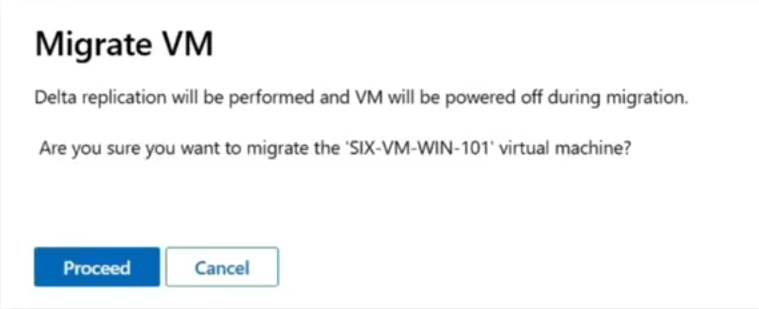 Migrate VM
Delta replication will be performed and VM will be powered off during migration.
Are you sure you want to migrate the 'SIX-VM-WIN-101' virtual machine?
Proceed Cancel